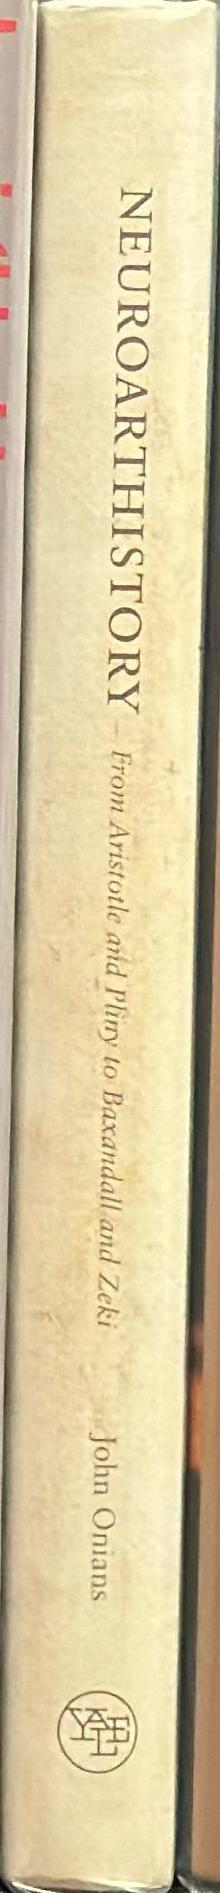 NEUROARTHISTORY – From Aristotle and Pliny to Baxandall and Zeki John Onians
YALE